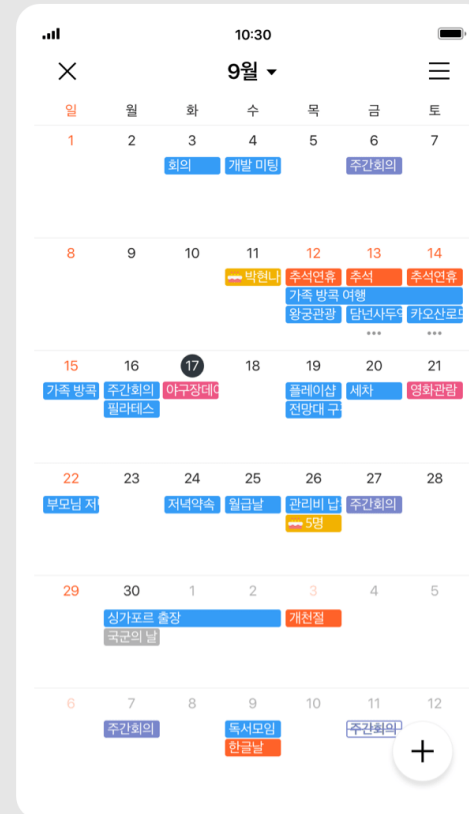 10:30
9월
일 월 화 수 목 금 토
1 2 3 4 5 6 7
회의 개발 미팅 주간회의
8 9 10 11 12 13 14
박현나 추석연휴 추석 추석연휴
가족 방콕 여행
왕궁관광 담넌사두 카오산로
15 16 17 18 19 20 21
가족 방콕 주간회의 야구장데이 플레이샵 세차 영화관람
필라테스 전망대 구
22 23 24 25 26 27 28
부모님 저 저녁약속 월급날 관리비 납 주간회의
5명
29 30 1 2 3 4 5
싱가포르 출장 개천절
국군의 날
6 7 8 9 10 11 12
주간회의 독서모임 주간회의
한글날